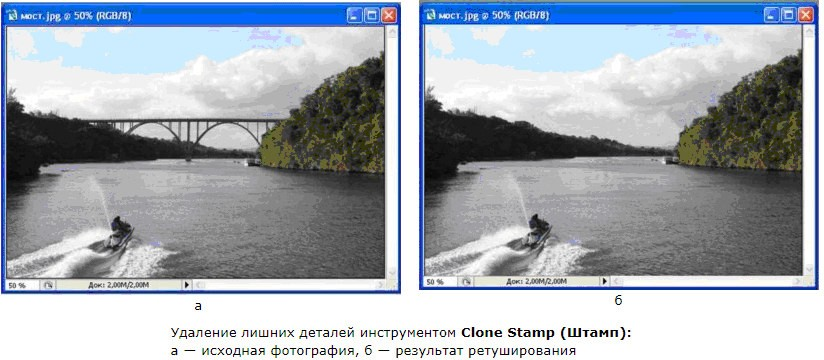 мост.jpg @ 50% (RGB/8)
мост.jpg @ 50% (RGB/8)
50 %
Док: 2,00M/2,00M
50 %
Док: 2,00M/2,00M
а
б
Удаление лишних деталей инструментом Clone Stamp (Штамп):
а — исходная фотография, б — результат ретуширования